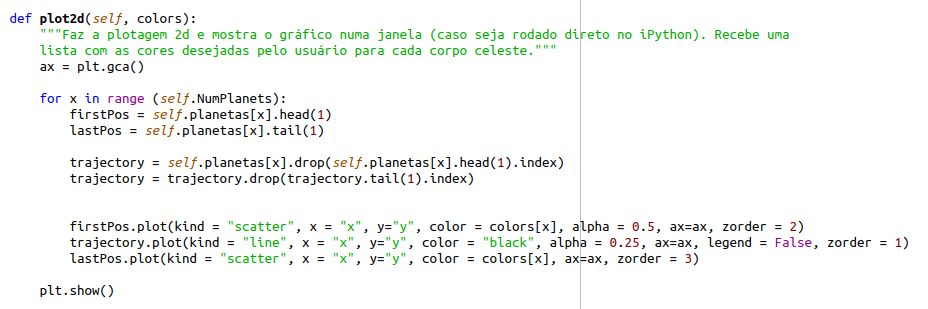 def plot2d(self, colors):
    """Faz a plotagem 2d e mostra o gráfico numa janela (caso seja rodado direto no iPython). Recebe uma
    lista com as cores desejadas pelo usuário para cada corpo celeste."""
    ax = plt.gca()
    for x in range (self.NumPlanets):
        firstPos = self.planetas[x].head(1)
        lastPos = self.planetas[x].tail(1)
        trajectory = self.planetas[x].drop(self.planetas[x].head(1).index)
        trajectory = trajectory.drop(trajectory.tail(1).index)
        firstPos.plot(kind = "scatter", x = "x", y="y", color = colors[x], alpha = 0.5, ax=ax, zorder = 2)
        trajectory.plot(kind = "line", x = "x", y="y", color = "black", alpha = 0.25, ax=ax, legend = False, zorder = 1)
        lastPos.plot(kind = "scatter", x = "x", y="y", color = colors[x], ax=ax, zorder = 3)
    plt.show()